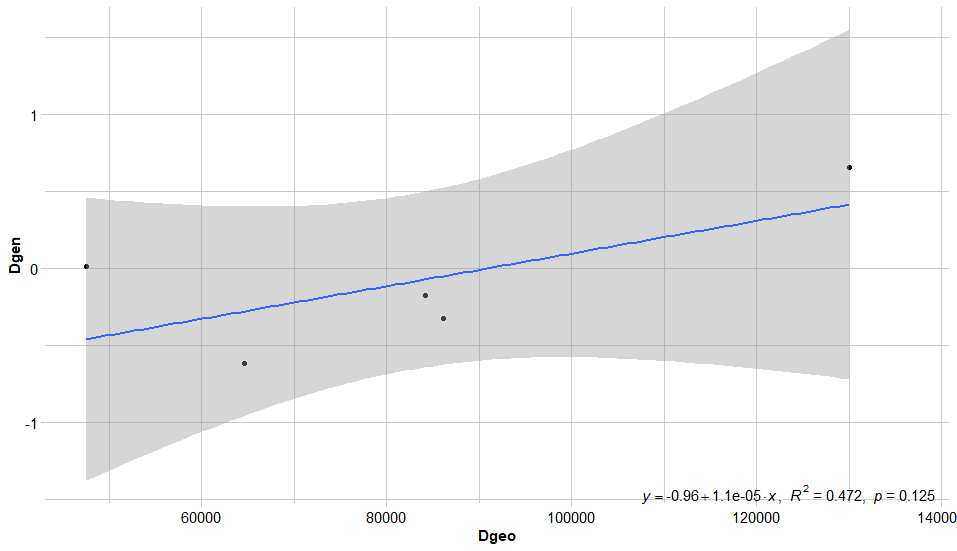 1
0
-1
Dgen
y = -0.96 + 1.1e-05 · x, R² = 0.472, p = 0.125
60000 80000 100000 120000 14000
Dgeo